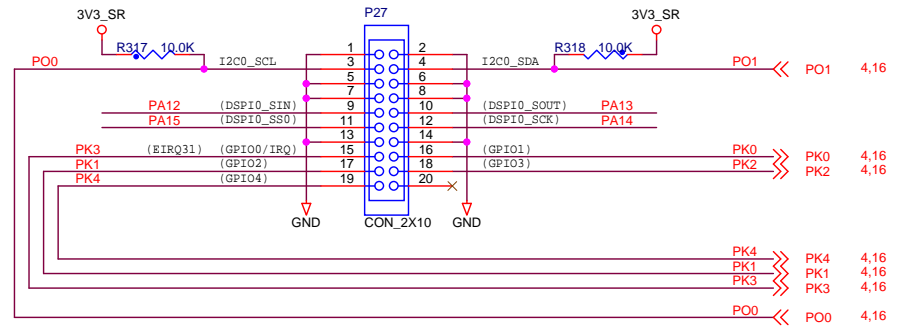 3V3_SR P27 3V3_SR
R317 10.0K 1 2 R318 10.0K
PO0 I2C0_SCL 3 4 I2C0_SDA PO1 PO1 4,16
5 6
7 8
PA12 (DSPI0_SIN) 9 10 (DSPI0_SOUT) PA13
PA15 (DSPI0_SS0) 11 12 (DSPI0_SCK) PA14
13 14
PK3 (EIRQ31) (GPIO0/IRQ) 15 16 (GPIO1) PK0 PK0 4,16
PK1 (GPIO2) 17 18 (GPIO3) PK2 PK2 4,16
PK4 (GPIO4) 19 20
GND CON_2X10 GND
PK4 PK4 4,16
PK1 PK1 4,16
PK3 PK3 4,16
PO0 PO0 4,16